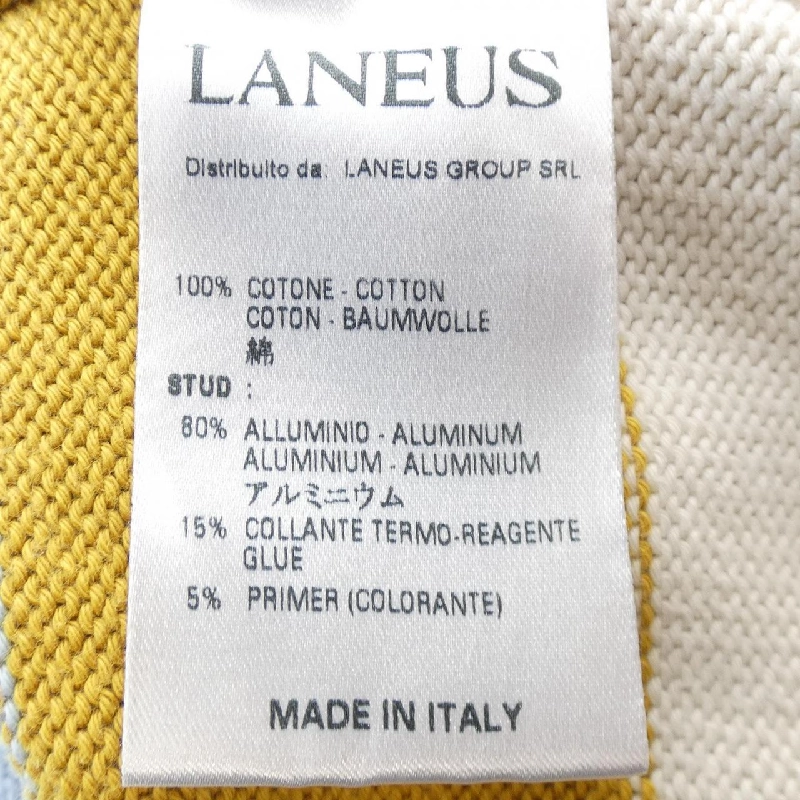 LANEUS
Distribuito da: LANEUS GROUP SRL
100% COTONE - COTTON
COTON - BAUMWOLLE
綿
STUD :
80% ALLUMINIO - ALUMINUM
ALUMINIUM - ALUMINIUM
アルミニウム
15% COLLANTE TERMO-REAGENTE
GLUE
5% PRIMER (COLORANTE)
MADE IN ITALY